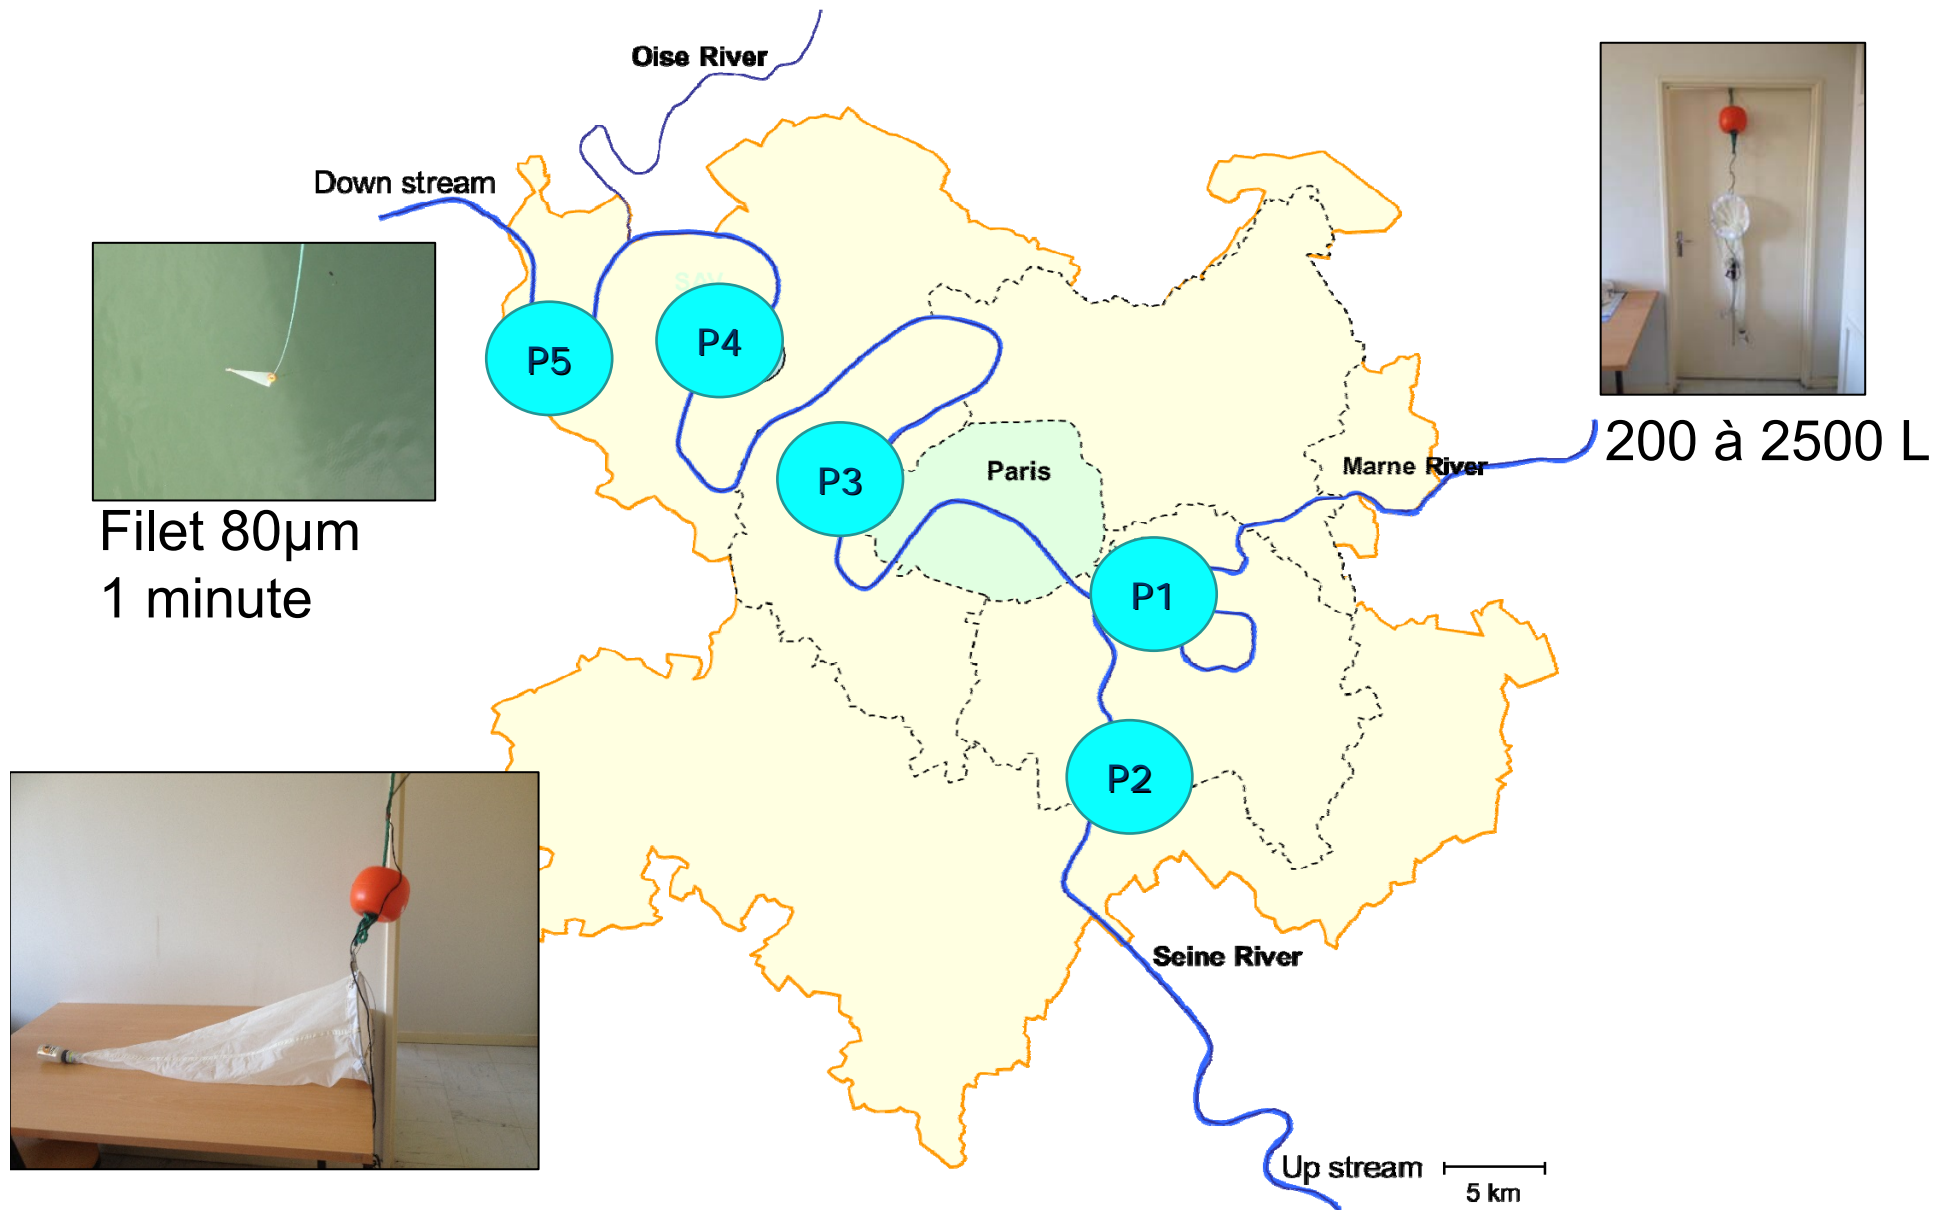 Oise River
Down stream
SAV
P5
P4
P3
Paris
Marne River
200 à 2500 L
Filet 80µm
1 minute
P1
P2
Seine River
Up stream
5 km